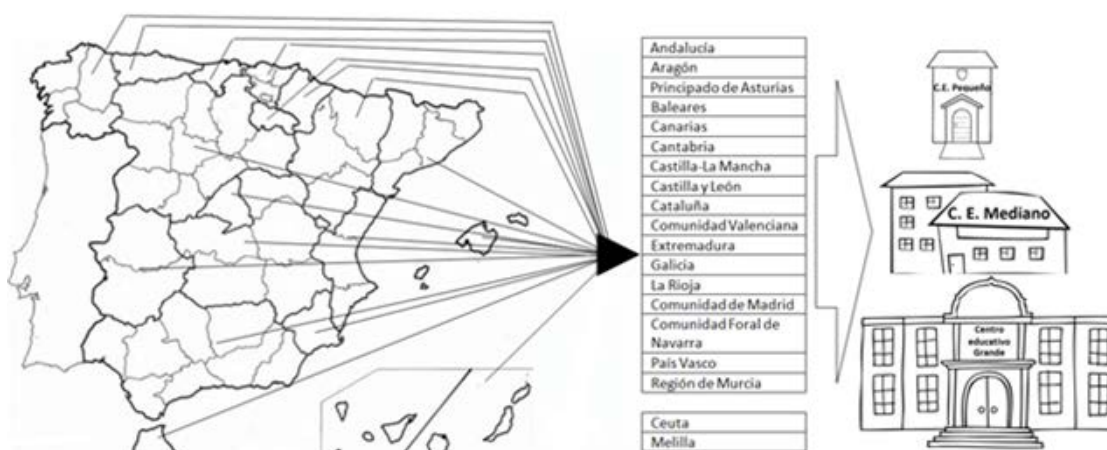 Andalucía
Aragón
Principado de Asturias
Baleares
Canarias
Cantabria
Castilla-La Mancha
Castilla y León
Cataluña
Comunidad Valenciana
Extremadura
Galicia
La Rioja
Comunidad de Madrid
Comunidad Foral de
Navarra
País Vasco
Región de Murcia
Ceuta
Melilla
C.E. Pequeño
C. E. Mediano
Centro
educativo
Grande